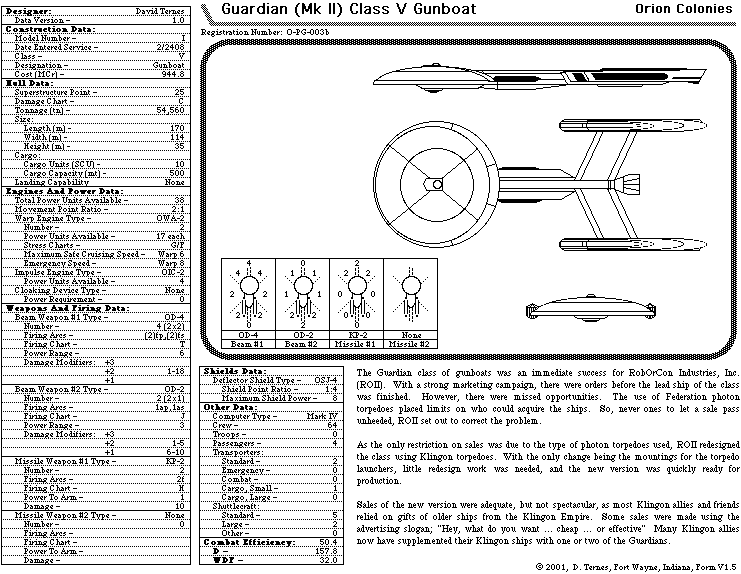 Guardian (Mk II) Class V Gunboat
Orion Colonies
Registration Number: O-PG-003b
Designer: David Ternes
Data Version - 1.0
Construction Data:
Model Number - I
Date Entered Service - 2/2408
Class - V
Designation - Gunboat
Cost (MCr) - 944.8
Hull Data:
Superstructure Point - 25
Damage Chart - C
Tonnage (tn) - 54,560
Size:
Length (m) - 170
Width (m) - 114
Height (m) - 35
Cargo:
Cargo Units (SCU) - 10
Cargo Capacity (mt) - 500
Landing Capability None
Engines And Power Data:
Total Power Units Available - 38
Movement Point Ratio - 2:1
Warp Engine Type - OWA-2
Number - 2
Power Units Available - 17 each
Stress Charts - G/F
Maximum Safe Cruising Speed - Warp 6
Emergency Speed - Warp 8
Impulse Engine Type - OIC-2
Power Units Available - 4
Cloaking Device Type - None
Power Requirement - 0
Weapons And Firing Data:
Beam Weapon #1 Type - OD-4
Number - 4 (2x2)
Firing Arcs - (2)fp,(2)fs
Firing Chart - T
Power Range - 6
Damage Modifiers: +3
+2 1-18
+1
Beam Weapon #2 Type - OD-2
Number - 2 (2x1)
Firing Arcs - 1ap,1as
Firing Chart - J
Power Range - 3
Damage Modifiers: +3
+2 1-5
+1 6-10
Missile Weapon #1 Type - KP-2
Number - 2
Firing Arcs - 2f
Firing Chart - K
Power To Arm - 1
Damage - 10
Missile Weapon #2 Type - None
Number - 0
Firing Arcs -
Firing Chart -
Power To Arm -
Damage -
4 0 2
4 4 1 1 2 2
2 2 1 1 0 0
0 2 0
OD-4 OD-2 KP-2 None
Beam #1 Beam #2 Missile #1 Missile #2
Shields Data:
Deflector Shield Type - OSJ-4
Shield Point Ratio - 1:4
Maximum Shield Power - 8
Other Data:
Computer Type - Mark IV
Crew - 64
Troops - 0
Passengers - 4
Transporters:
Standard - 2
Emergency - 0
Combat - 0
Cargo, Small - 1
Cargo, Large - 0
Shuttlecraft:
Standard - 5
Large - 2
Other - 0
Combat Efficiency: 50.4
D - 157.8
WDF - 32.0
The Guardian class of gunboats was an immediate success for RobOrCon Industries, Inc.
(ROII). With a strong marketing campaign, there were orders before the lead ship of the class
was finished. However, there were missed opportunities. The use of Federation photon
torpedoes placed limits on who could acquire the ships. So, never ones to let a sale pass
unheeded, ROII set out to correct the problem.
As the only restriction on sales was due to the type of photon torpedoes used, ROII redesigned
the class using Klingon torpedoes. With the only change being the mountings for the torpedo
launchers, little redesign work was needed, and the new version was quickly ready for
production.
Sales of the new version were adequate, but not spectacular, as most Klingon allies and friends
relied on gifts of older ships from the Klingon Empire. Some sales were made using the
advertising slogan; "Hey, what do you want ... cheap ... or effective" Many Klingon allies
now have supplemented their Klingon ships with one or two of the Guardians.
© 2001, D. Ternes, Fort Wayne, Indiana, Form V1.5